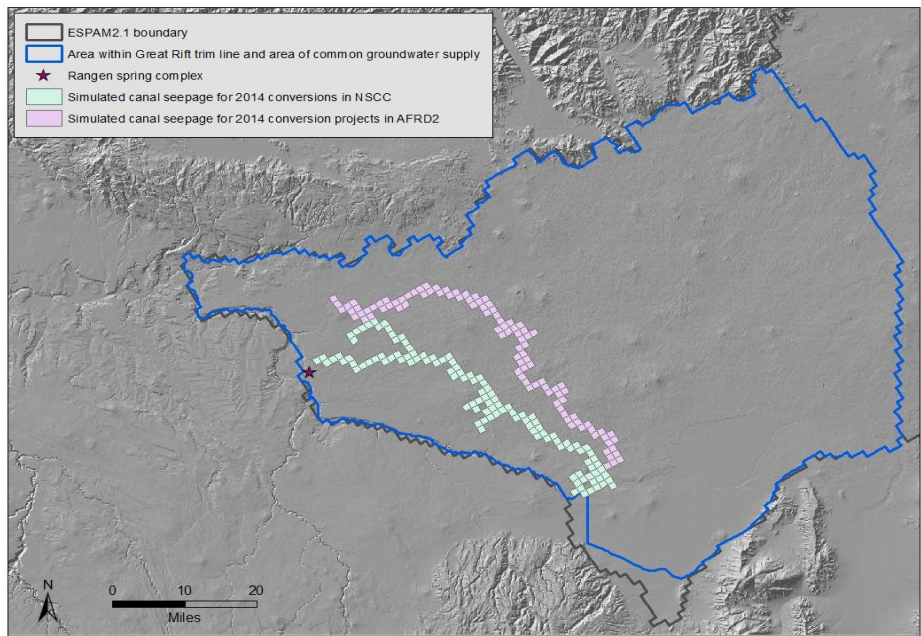 ESPAM2.1 boundary
Area within Great Rift trim line and area of common groundwater supply
Rangen spring complex
Simulated canal seepage for 2014 conversions in NSCC
Simulated canal seepage for 2014 conversion projects in AFRD2
N
0 10 20
Miles